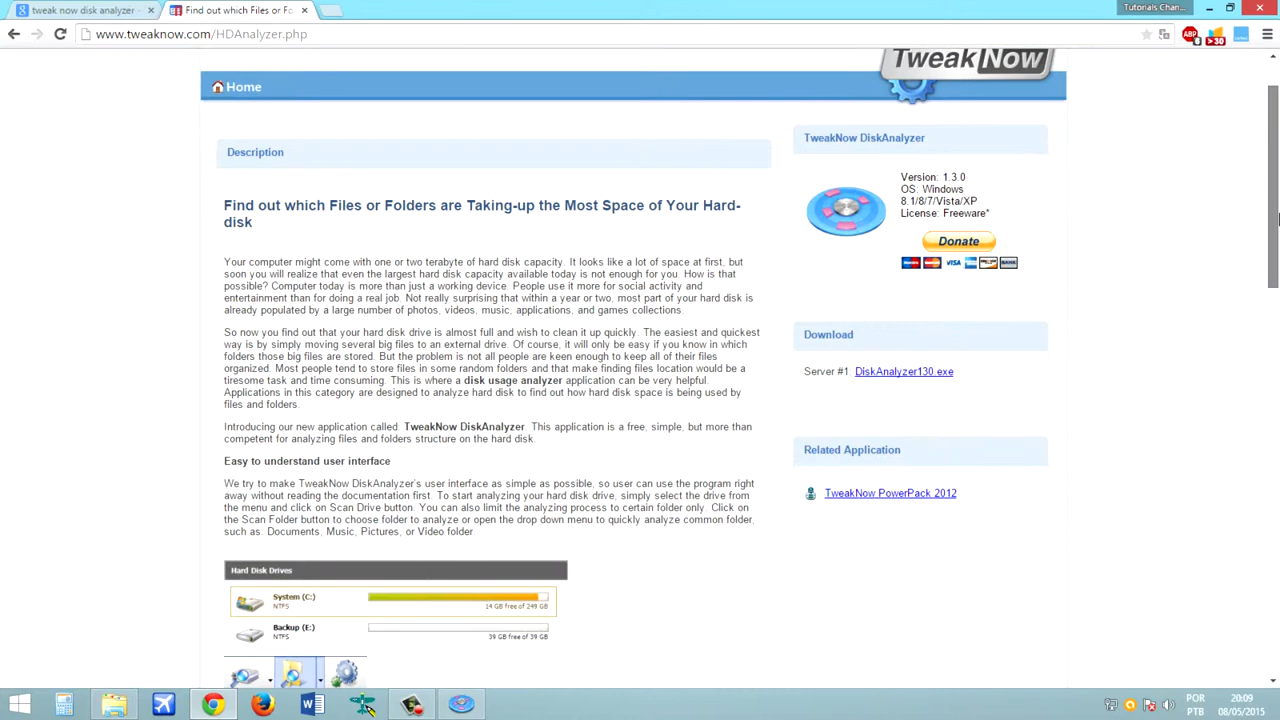 tweak now disk analyzer -
Find out which Files or Fo
Tutorials Chan...
www.tweaknow.com/HDAnalyzer.php
ABP
>30
TweakNow
Home
Description
TweakNow DiskAnalyzer
Version: 1.3.0
OS: Windows
8.1/8/7/Vista/XP
License: Freeware*
Donate
VISA
BANK
Find out which Files or Folders are Taking-up the Most Space of Your Hard-
disk
Your computer might come with one or two terabyte of hard disk capacity. It looks like a lot of space at first, but
soon you will realize that even the largest hard disk capacity available today is not enough for you. How is that
possible? Computer today is more than just a working device. People use it more for social activity and
entertainment than for doing a real job. Not really surprising that within a year or two, most part of your hard disk is
already populated by a large number of photos, videos, music, applications, and games collections.
So now you find out that your hard disk drive is almost full and wish to clean it up quickly. The easiest and quickest
way is by simply moving several big files to an external drive. Of course, it will only be easy if you know in which
folders those big files are stored. But the problem is not all people are keen enough to keep all of their files
organized. Most people tend to store files in some random folders and that make finding files location would be a
tiresome task and time consuming. This is where a disk usage analyzer application can be very helpful.
Applications in this category are designed to analyze hard disk to find out how hard disk space is being used by
files and folders.
Download
Server #1: DiskAnalyzer130.exe
Introducing our new application called: TweakNow DiskAnalyzer. This application is a free, simple, but more than
competent for analyzing files and folders structure on the hard disk.
Easy to understand user interface
Related Application
TweakNow PowerPack 2012
We try to make TweakNow DiskAnalyzer's user interface as simple as possible, so user can use the program right
away without reading the documentation first. To start analyzing your hard disk drive, simply select the drive from
the menu and click on Scan Drive button. You can also limit the analyzing process to certain folder only. Click on
the Scan Folder button to choose folder to analyze or open the drop down menu to quickly analyze common folder,
such as: Documents, Music, Pictures, or Video folder.
Hard Disk Drives
System (C:)
NTFS
14 GB free of 249 GB
Backup (E:)
NTFS
39 GB free of 39 GB
POR
PTB
20:09
08/05/2015